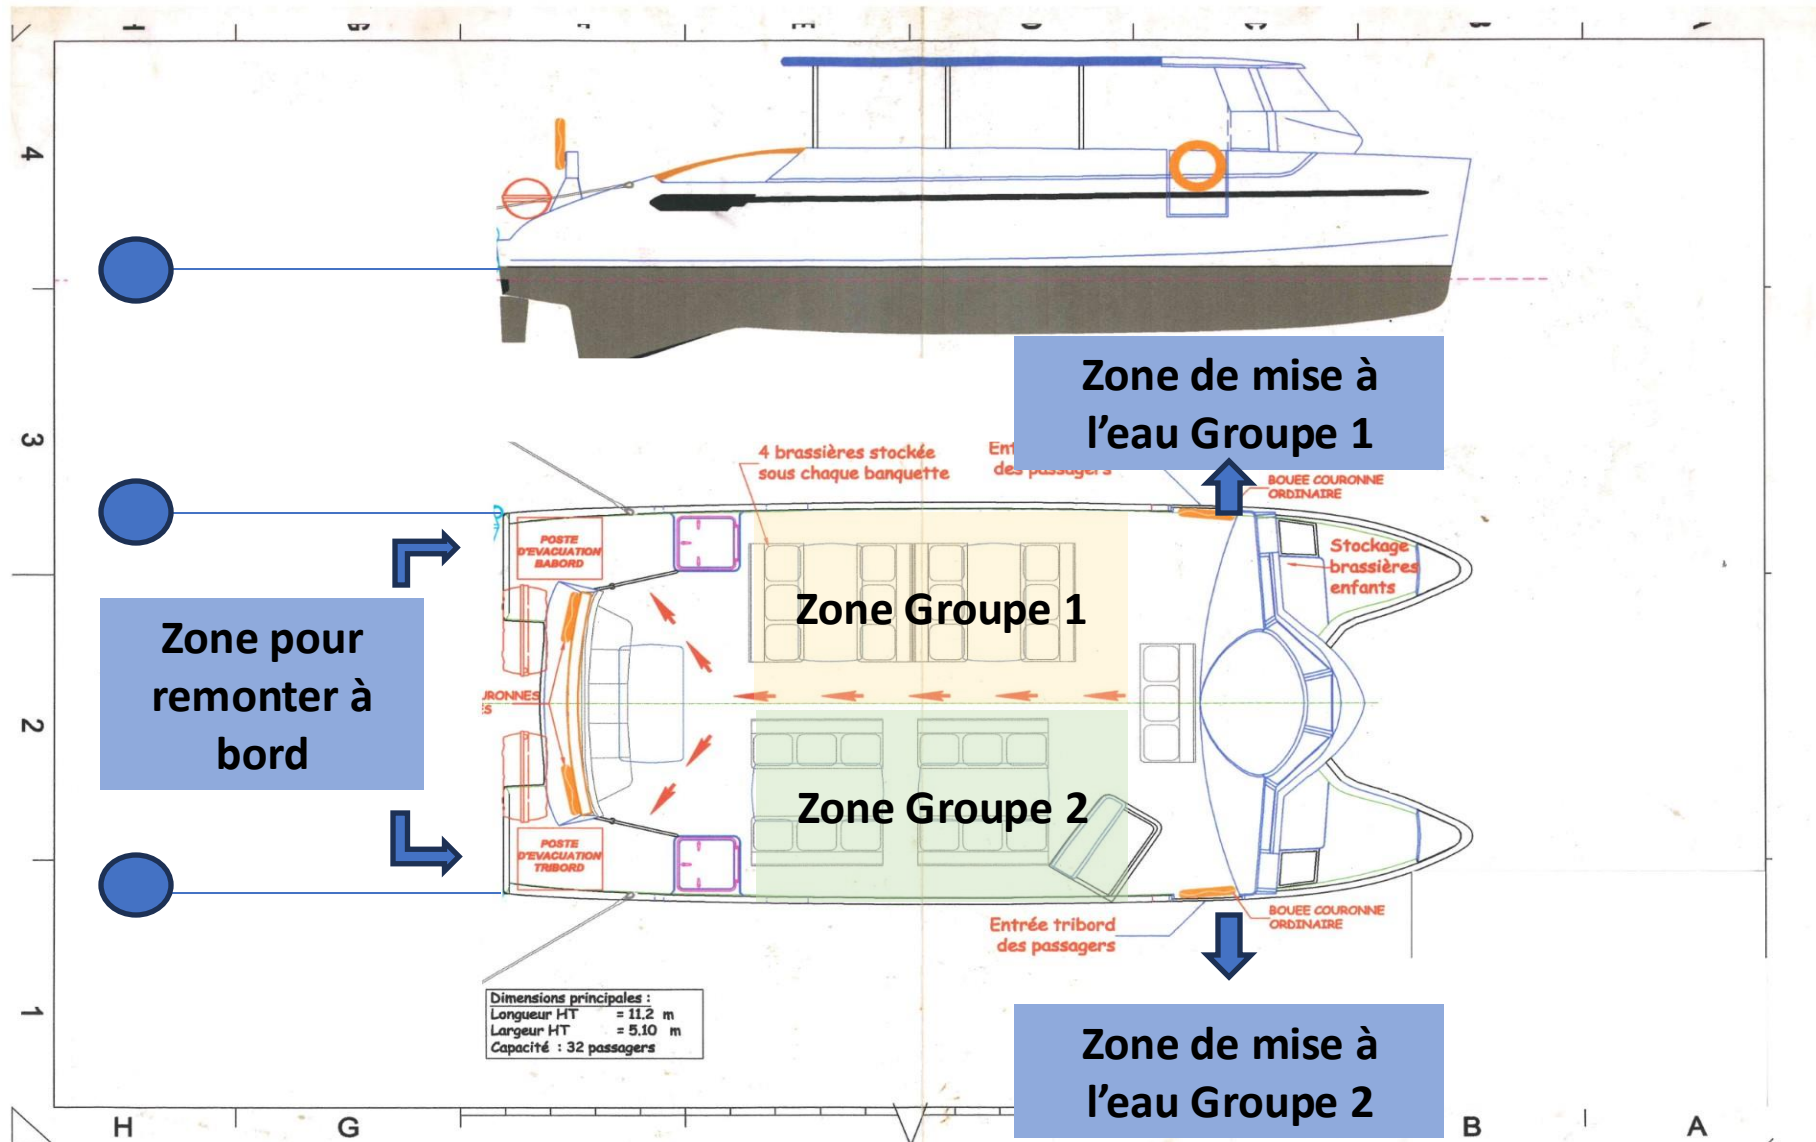 4
3
2
1
Zone de mise à
l'eau Groupe 1
4 brassières stockée
sous chaque banquette
des passagers
BOUEE COURONNE
ORDINAIRE
POSTE
D'EVACUATION
BABORD
Stockage
brassières
enfants
Zone Groupe 1
Zone pour
remonter à
bord
Zone Groupe 2
POSTE
D'EVACUATION
TRIBORD
Entrée tribord
des passagers
BOUEE COURONNE
ORDINAIRE
Dimensions principales :
Longueur HT = 11,2 m
Largeur HT = 5,10 m
Capacité : 32 passagers
Zone de mise à
l'eau Groupe 2
H G B A